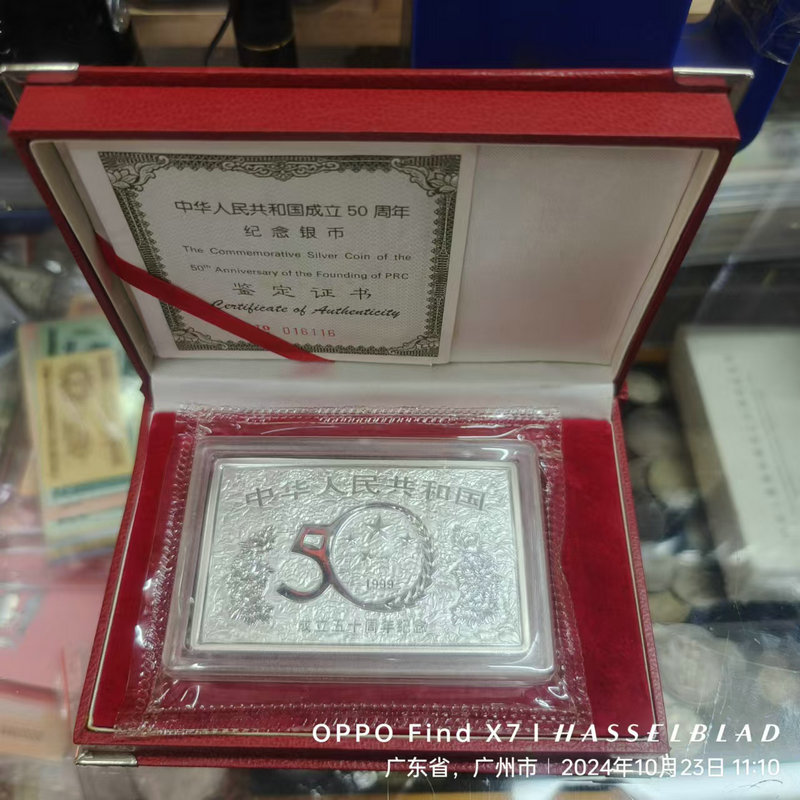 中华人民共和国成立 50 周年
纪念银币
The Commemorative Silver Coin of the
50th Anniversary of the Founding of PRC
鉴定证书
Certificate of Authenticity
016116
中华人民共和国
50
1999
成立五十周年纪念
OPPO Find X7 | HASSELBLAD
广东省，广州市 | 2024年10月23日 11:10